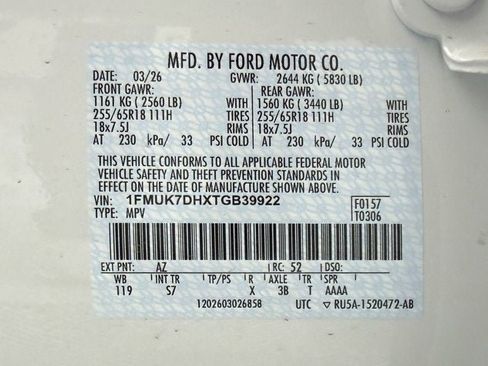 MFD. BY FORD MOTOR CO.
DATE: 03/26 GVWR: 2644 KG ( 5830 LB)
FRONT GAWR: REAR GAWR:
1161 KG ( 2560 LB) WITH 1560 KG ( 3440 LB) WITH
255/65R18 111H TIRES 255/65R18 111H TIRES
18x7.5J RIMS 18x7.5J RIMS
AT 230 kPa/ 33 PSI COLD AT 230 kPa/ 33 PSI COLD
THIS VEHICLE CONFORMS TO ALL APPLICABLE FEDERAL MOTOR
VEHICLE SAFETY AND THEFT PREVENTION STANDARDS IN
EFFECT ON THE DATE OF MANUFACTURE SHOWN ABOVE.
VIN: 1FMUK7DHXTGB39922 F0157
TYPE: MPV T0306
EXT PNT: AZ RC: 52 DSO:
WB INT TR TP/PS R AXLE TR SPR
119 S7 X 3B T AAAA
1202603026858 UTC ▽ RU5A-1520472-AB